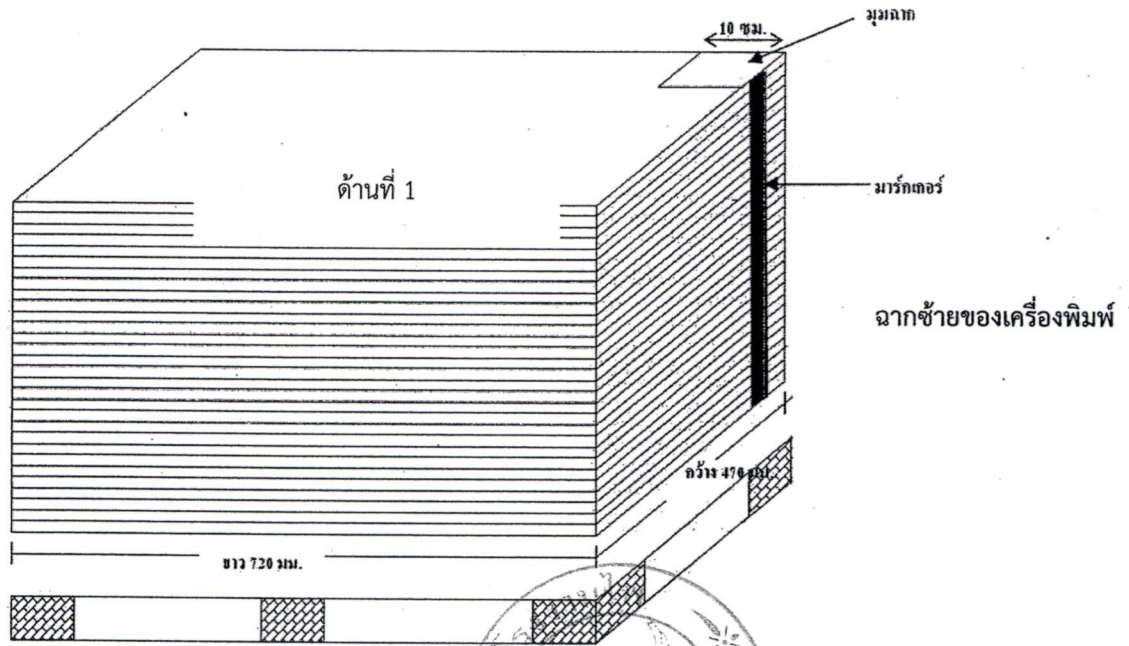 มุมฉาก
10 ซม.
ด้านที่ 1
มาร์กเกอร์
ฉากซ้ายของเครื่องพิมพ์
กว้าง 470 มม.
ยาว 720 มม.